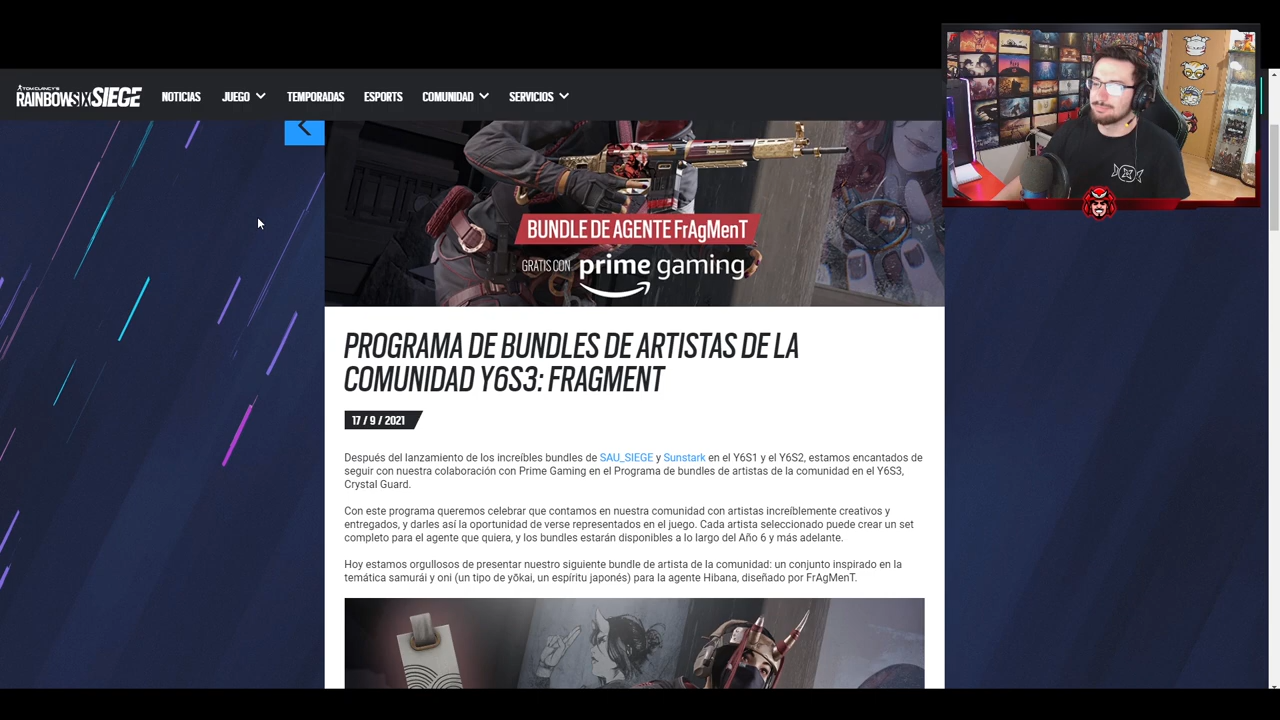 TOM CLANCY'S
RAINBOWSIX SIEGE
NOTICIAS
JUEGO
TEMPORADAS
ESPORTS
COMUNIDAD
SERVICIOS
BUNDLE DE AGENTE FrAgMenT
GRATIS CON prime gaming
PROGRAMA DE BUNDLES DE ARTISTAS DE LA
COMUNIDAD Y6S3: FRAGMENT
17 / 9 / 2021
Después del lanzamiento de los increíbles bundles de SAU_SIEGE y Sunstark en el Y6S1 y el Y6S2, estamos encantados de
seguir con nuestra colaboración con Prime Gaming en el Programa de bundles de artistas de la comunidad en el Y6S3,
Crystal Guard.
Con este programa queremos celebrar que contamos en nuestra comunidad con artistas increíblemente creativos y
entregados, y darles así la oportunidad de verse representados en el juego. Cada artista seleccionado puede crear un set
completo para el agente que quiera, y los bundles estarán disponibles a lo largo del Año 6 y más adelante.
Hoy estamos orgullosos de presentar nuestro siguiente bundle de artista de la comunidad: un conjunto inspirado en la
temática samurái y oni (un tipo de yōkai, un espíritu japonés) para la agente Hibana, diseñado por FrAgMenT.